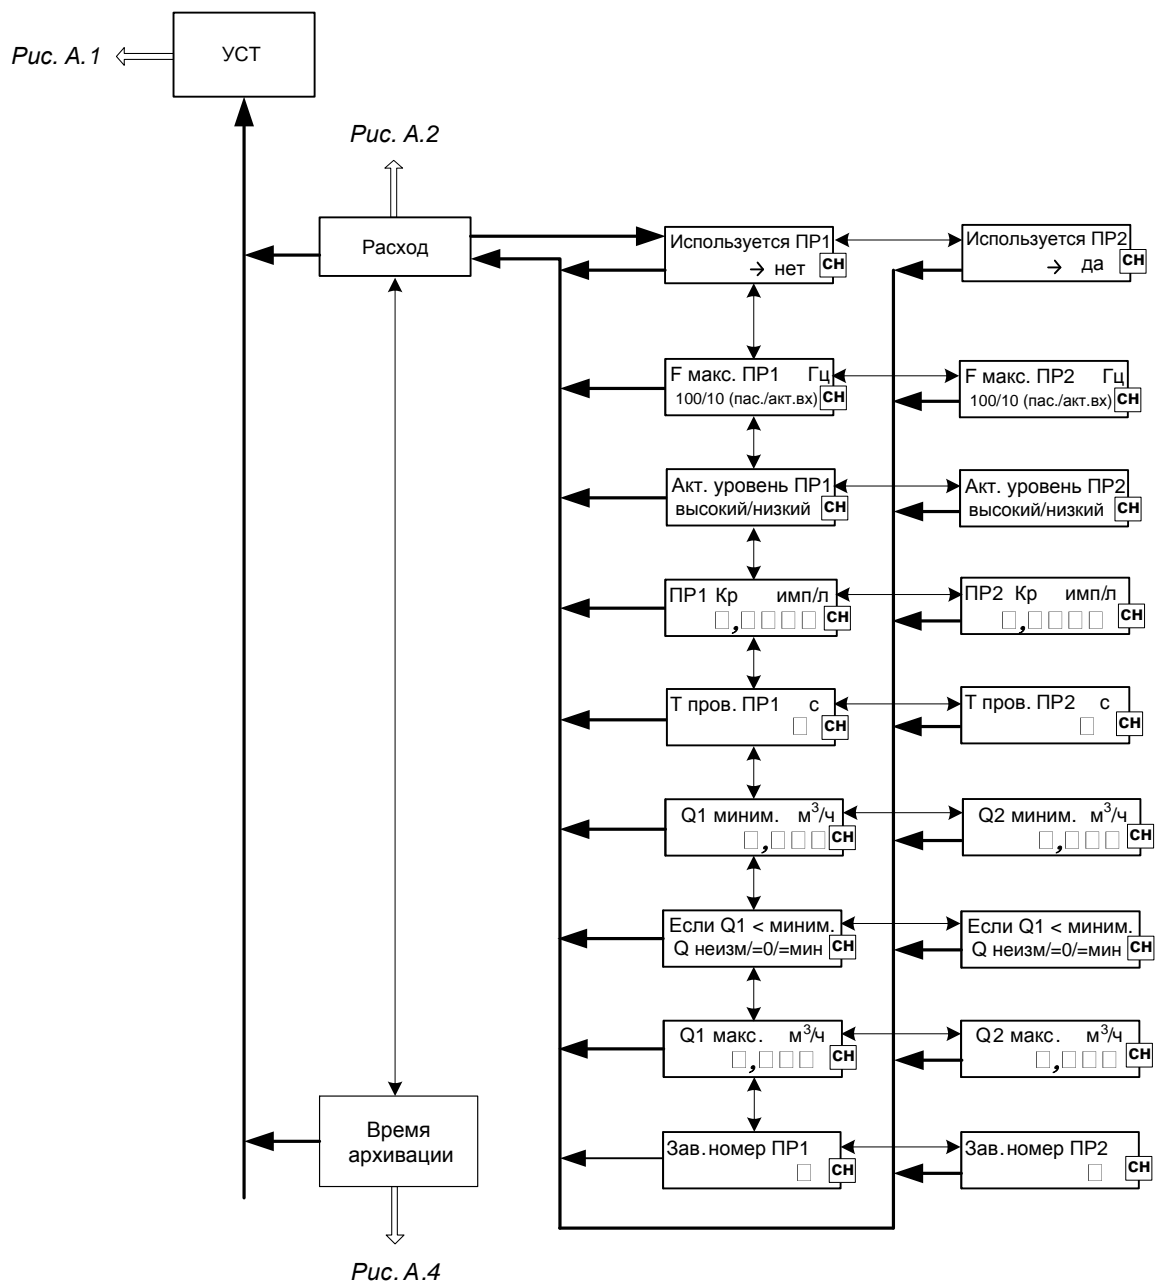 УСТ
Рис. А.1
Рис. А.2
Расход
Используется ПР1
→ нет СН
Используется ПР2
→ да СН
F макс. ПР1 Гц
100/10 (пас./акт.вх) СН
F макс. ПР2 Гц
100/10 (пас./акт.вх) СН
Акт. уровень ПР1
высокий/низкий СН
Акт. уровень ПР2
высокий/низкий СН
ПР1 Кр имп/л
□,□□□□ СН
ПР2 Кр имп/л
□,□□□□ СН
Т пров. ПР1 с
□ СН
Т пров. ПР2 с
□ СН
Q1 миним. м³/ч
□,□□□ СН
Q2 миним. м³/ч
□,□□□ СН
Если Q1 < миним.
Q неизм/=0/=мин СН
Если Q1 < миним.
Q неизм/=0/=мин СН
Q1 макс. м³/ч
□,□□□ СН
Q2 макс. м³/ч
□,□□□ СН
Время
архивации
Зав.номер ПР1
□ СН
Зав.номер ПР2
□ СН
Рис. А.4